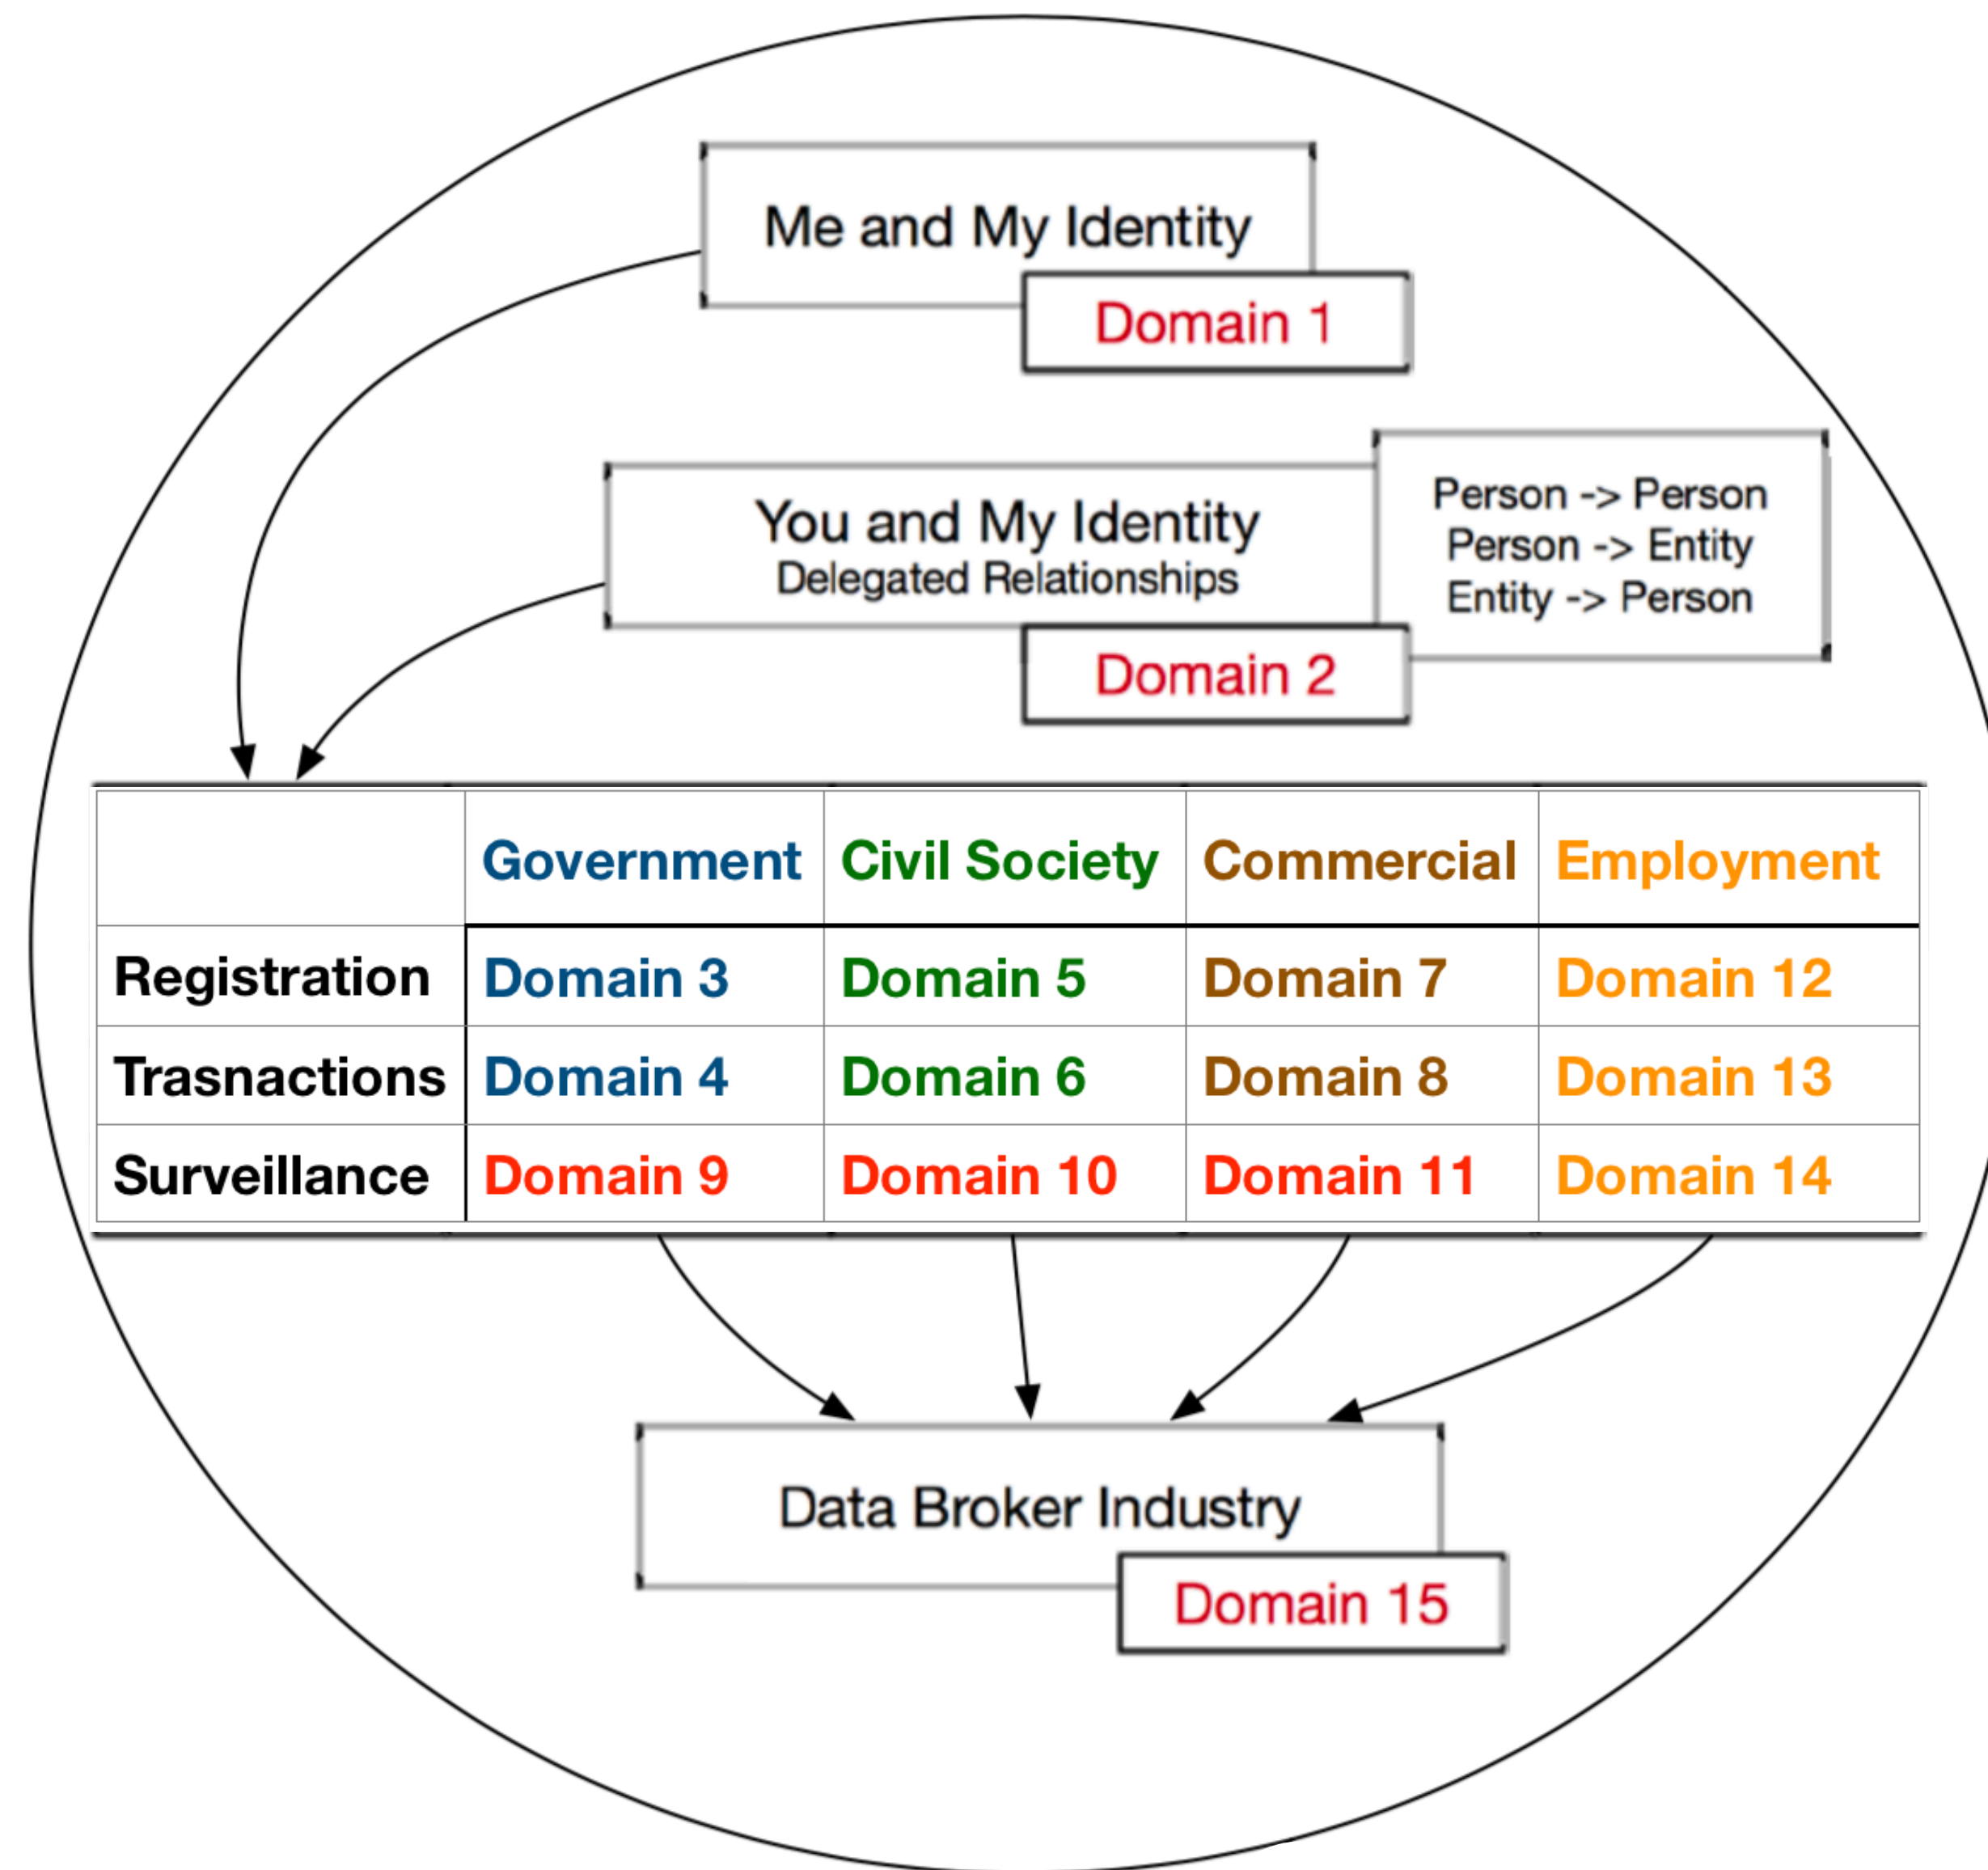 Me and My Identity
Domain 1
You and My Identity
Delegated Relationships
Person -> Person
Person -> Entity
Entity -> Person
Domain 2
Government Civil Society Commercial Employment
Registration Domain 3 Domain 5 Domain 7 Domain 12
Trasnactions Domain 4 Domain 6 Domain 8 Domain 13
Surveillance Domain 9 Domain 10 Domain 11 Domain 14
Data Broker Industry
Domain 15